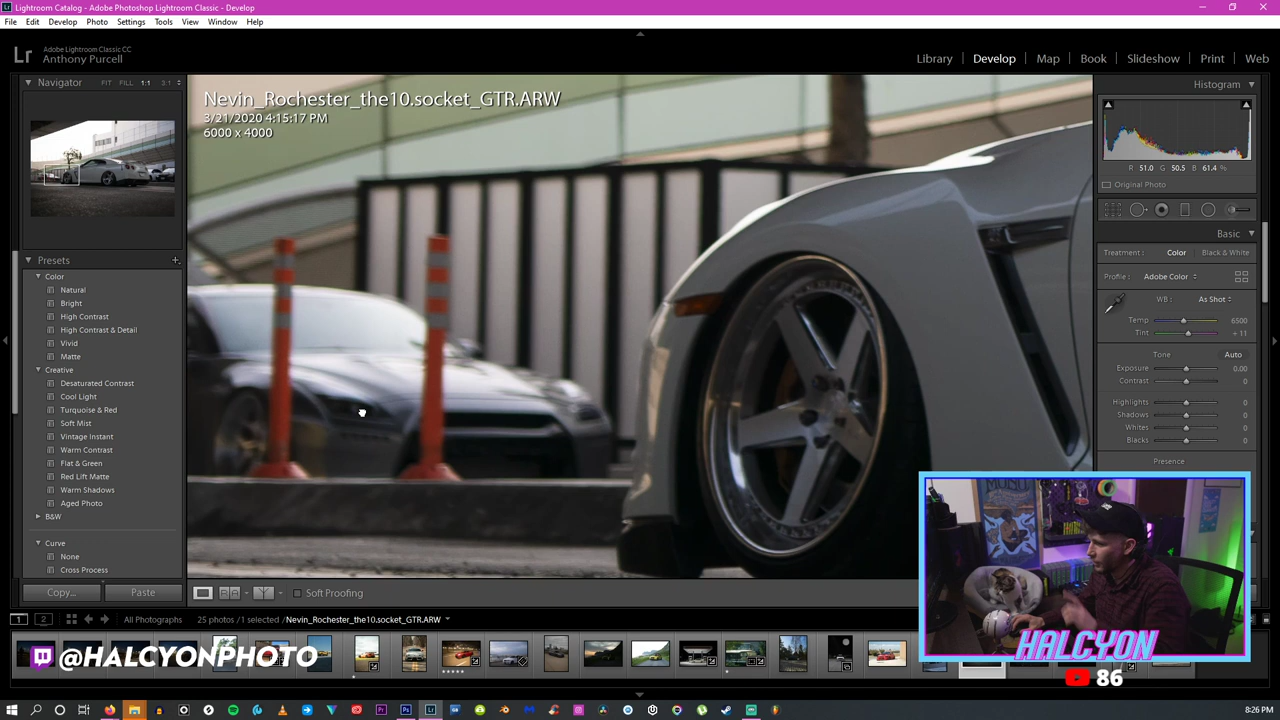 Lightroom Catalog - Adobe Photoshop Lightroom Classic - Develop
File Edit Develop Photo Settings Tools View Window Help
Lr Adobe Lightroom Classic CC
Anthony Purcell
Library Develop Map Book Slideshow Print Web
Navigator FIT FILL 1:1 3:1
Histogram
Nevin_Rochester_the10.socket_GTR.ARW
3/21/2020 4:15:17 PM
6000 x 4000
R 51.0 G 50.5 B 61.4 %
Original Photo
Basic
Treatment : Color Black & White
Profile : Adobe Color
WB : As Shot
Temp 6500
Tint + 11
Tone Auto
Exposure 0.00
Contrast 0
Highlights 0
Shadows 0
Whites 0
Blacks 0
Presence
Presets
Color
Natural
Bright
High Contrast
High Contrast & Detail
Vivid
Matte
Creative
Desaturated Contrast
Cool Light
Turquoise & Red
Soft Mist
Vintage Instant
Warm Contrast
Flat & Green
Red Lift Matte
Warm Shadows
Aged Photo
B&W
Curve
None
Cross Process
Copy... Paste
Soft Proofing
1 2 All Photographs 25 photos /1 selected /Nevin_Rochester_the10.socket_GTR.ARW
@HALCYONPHOTO
HALCYON
86
8:26 PM